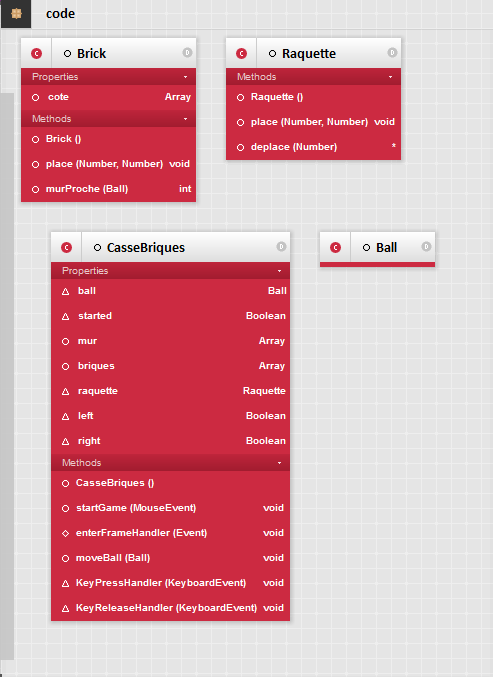 code
C Brick D
Properties
cote Array
Methods
Brick ()
place (Number, Number) void
murProche (Ball) int
C Raquette D
Methods
Raquette ()
place (Number, Number) void
deplace (Number) *
C CasseBriques D
Properties
ball Ball
started Boolean
mur Array
briques Array
raquette Raquette
left Boolean
right Boolean
Methods
CasseBriques ()
startGame (MouseEvent) void
enterFrameHandler (Event) void
moveBall (Ball) void
KeyPressHandler (KeyboardEvent) void
KeyReleaseHandler (KeyboardEvent) void
C Ball D